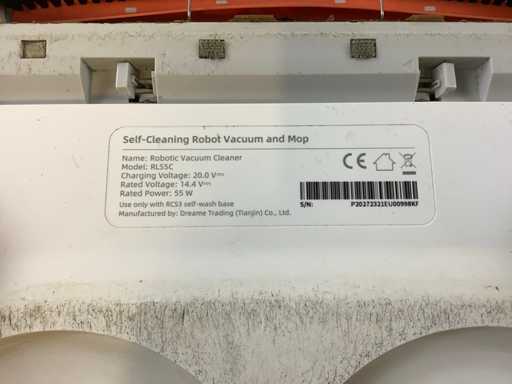 Self-Cleaning Robot Vacuum and Mop
Name: Robotic Vacuum Cleaner
Model: RLS5C
Charging Voltage: 20.0 V⎓
Rated Voltage: 14.4 V⎓
Rated Power: 55 W
Use only with RCS3 self-wash base
Manufactured by: Dreame Trading (Tianjin) Co., Ltd.
CE
S/N: P20272321EU00998KF